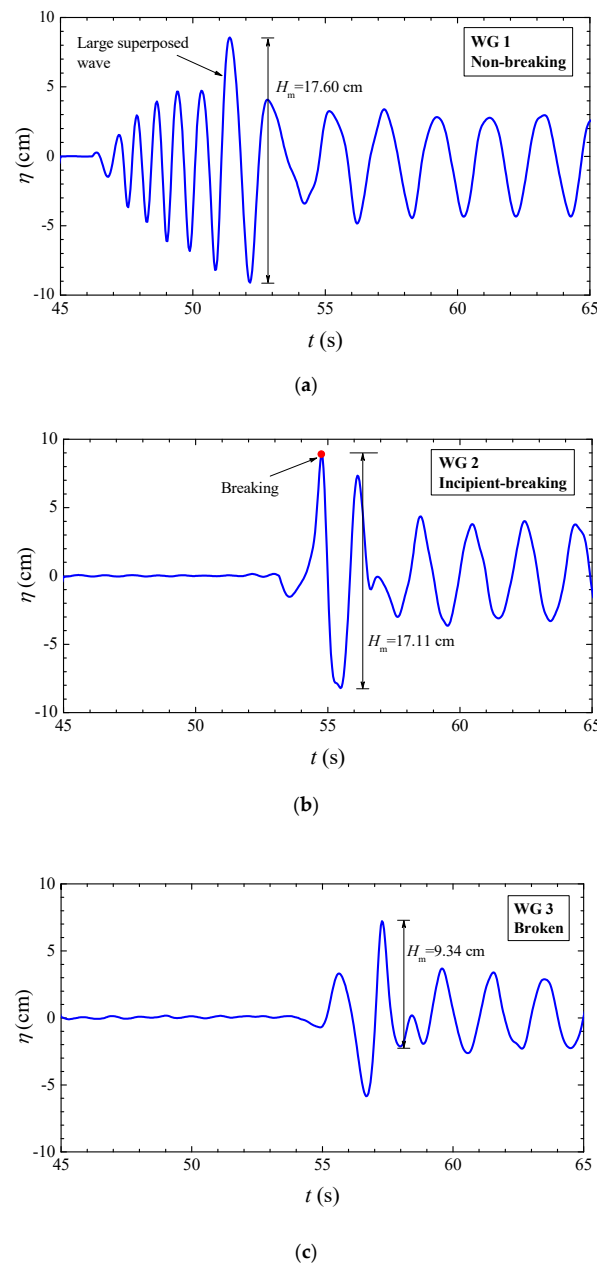 10
5
0
-5
-10
η (cm)
Large superposed
wave
Hm=17.60 cm
WG 1
Non-breaking
45 50 55 60 65
t (s)
(a)
10
5
0
-5
-10
η (cm)
Breaking
Hm=17.11 cm
WG 2
Incipient-breaking
45 50 55 60 65
t (s)
(b)
10
5
0
-5
-10
η (cm)
Hm=9.34 cm
WG 3
Broken
45 50 55 60 65
t (s)
(c)